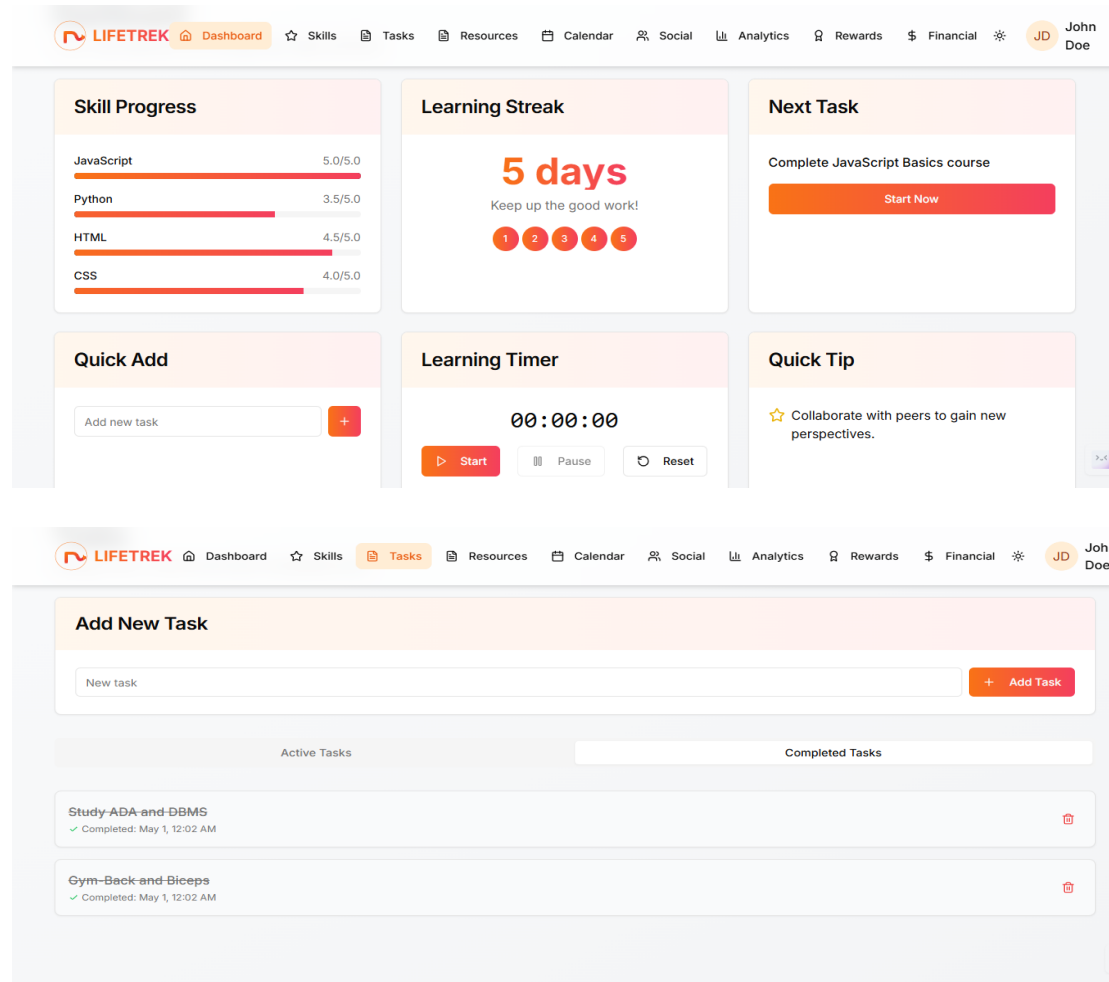 LIFETREK Dashboard Skills Tasks Resources Calendar Social Analytics Rewards $ Financial JD John Doe
Skill Progress
JavaScript 5.0/5.0
Python 3.5/5.0
HTML 4.5/5.0
CSS 4.0/5.0
Learning Streak
5 days
Keep up the good work!
1 2 3 4 5
Next Task
Complete JavaScript Basics course
Start Now
Quick Add
Add new task +
Learning Timer
00:00:00
Start Pause Reset
Quick Tip
Collaborate with peers to gain new
perspectives.
LIFETREK Dashboard Skills Tasks Resources Calendar Social Analytics Rewards $ Financial JD Joh
Doe
Add New Task
New task + Add Task
Active Tasks Completed Tasks
Study ADA and DBMS
Completed: May 1, 12:02 AM
Gym-Back and Biceps
Completed: May 1, 12:02 AM